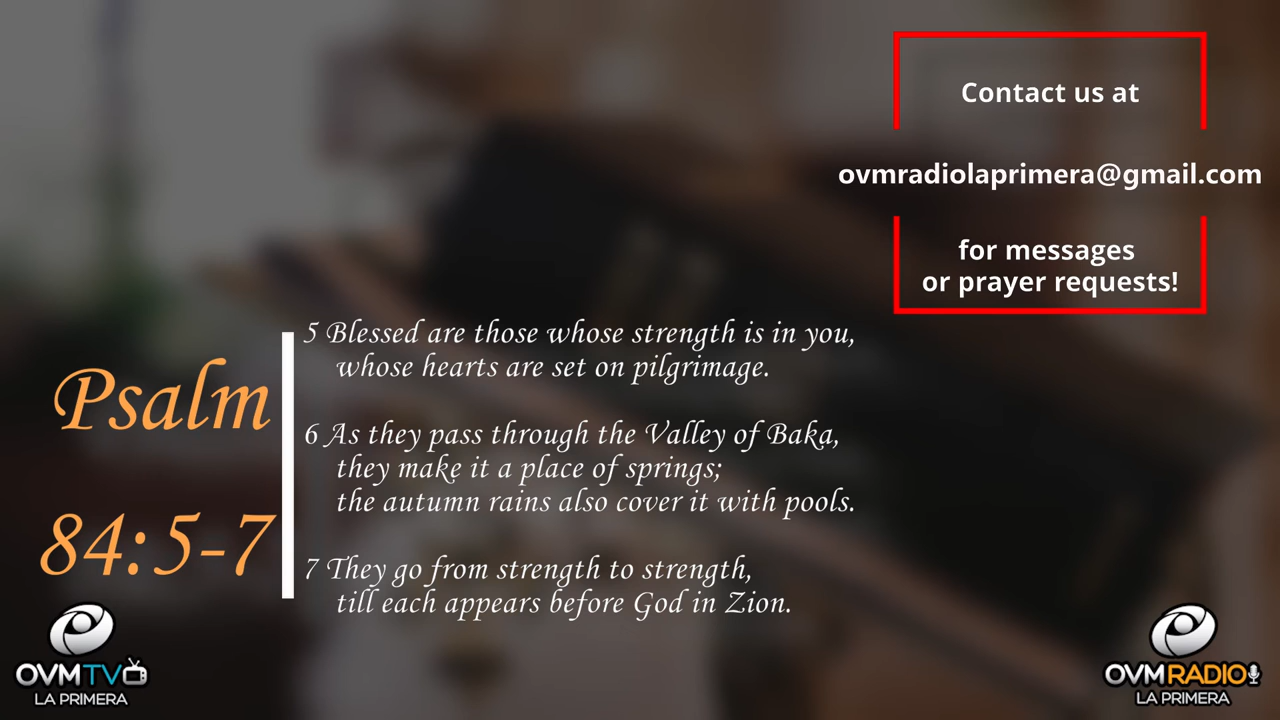 Contact us at
ovmradiolaprimera@gmail.com
for messages
or prayer requests!
Psalm
84:5-7
5 Blessed are those whose strength is in you,
whose hearts are set on pilgrimage.
6 As they pass through the Valley of Baka,
they make it a place of springs;
the autumn rains also cover it with pools.
7 They go from strength to strength,
till each appears before God in Zion.
OVMTV
LA PRIMERA
OVMRADIO
LA PRIMERA